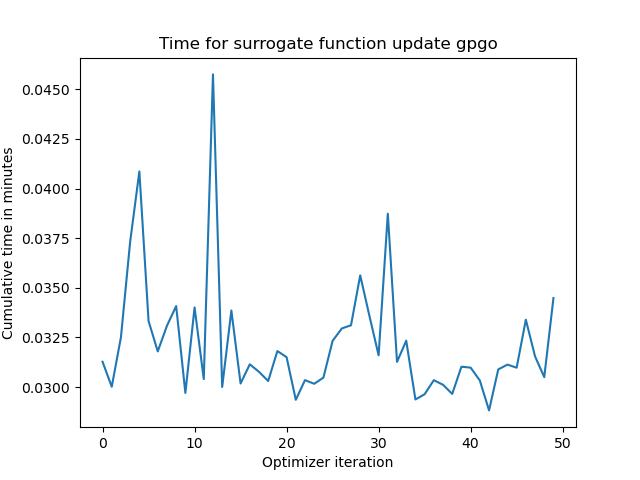 Time for surrogate function update gpgo
Cumulative time in minutes
0.0450
0.0425
0.0400
0.0375
0.0350
0.0325
0.0300
0 10 20 30 40 50
Optimizer iteration